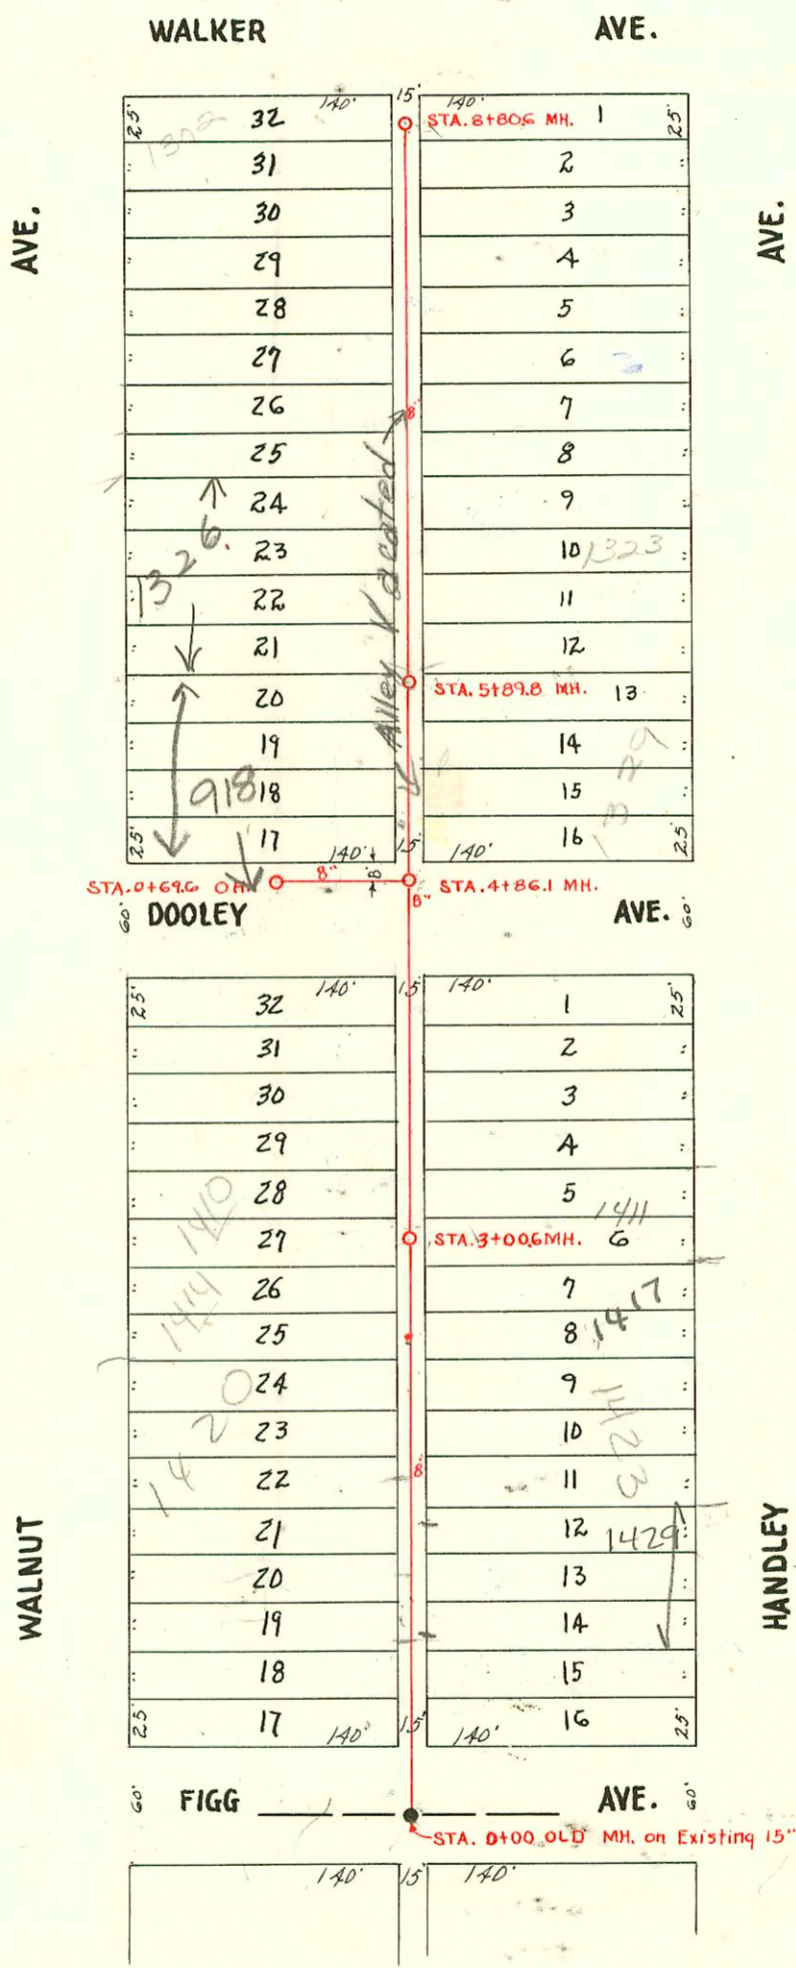 WALKER AVE.
140' 15' 140'
25' 32 STA. 8+80.6 MH. 1 25'
1302
31 2
AVE. 30 3 AVE.
29 4
28 5
27 6
26 8" 7
25 8
24 9
Alley Vacated
1326 23 10 1323
22 11
21 12
20 STA. 5+89.8 MH. 13
19 14
1329
918 18 15
25' 17 140' 15' 140' 16 25'
STA. 0+69.6 8" 8' STA. 4+86.1 MH.
60' DOOLEY 8" AVE. 60'
140' 15' 140'
25' 32 1 25'
31 2
30 3
29 4
28 5
1410 1411
27 STA. 3+00.6 MH. 6
26 7
1414 1417
25 8
24 9
1420 1423
23 10
22 8" 11
WALNUT 21 12 1429 HANDLEY
20 13
19 14
18 15
25' 17 140' 15' 140' 16 25'
60' FIGG AVE. 60'
STA. 0+00 OLD MH. on Existing 15"
140' 15' 140'